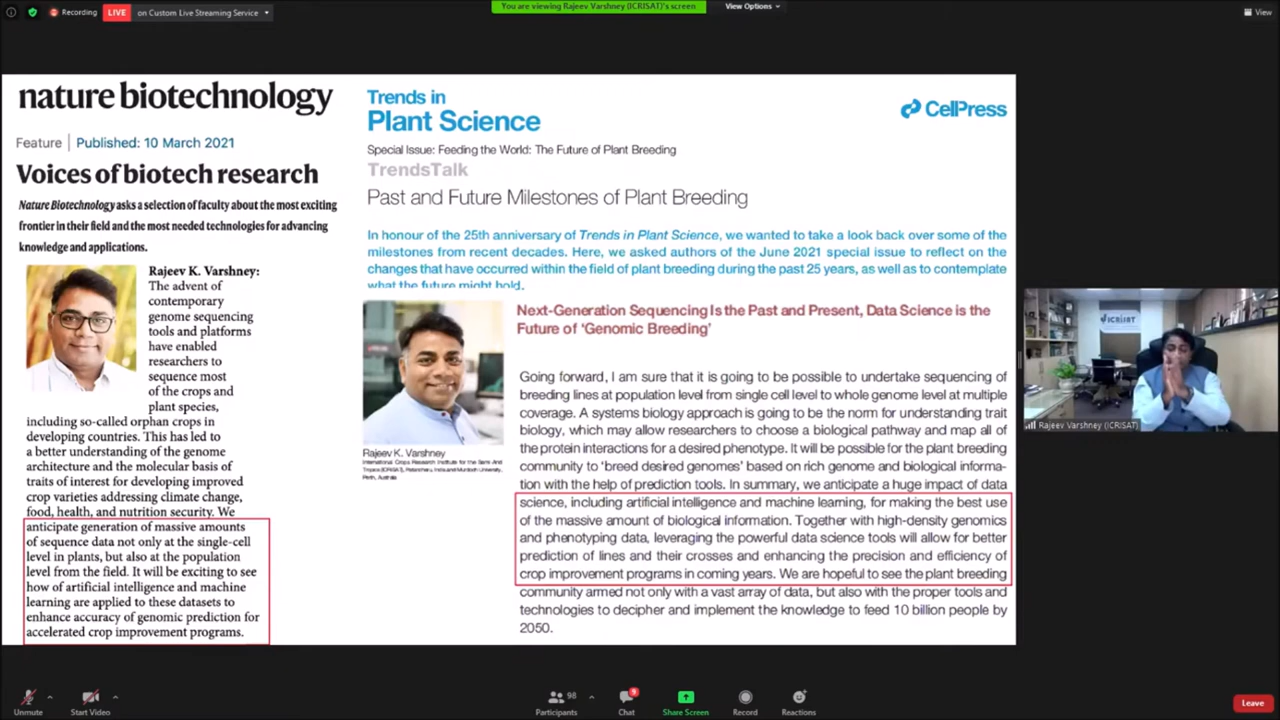 Recording
LIVE
on Custom Live Streaming Service
You are viewing Rajeev Varshney (ICRISAT)'s screen
View Options
View
nature biotechnology
Feature | Published: 10 March 2021
Voices of biotech research
Nature Biotechnology asks a selection of faculty about the most exciting
frontier in their field and the most needed technologies for advancing
knowledge and applications.
Rajeev K. Varshney:
The advent of
contemporary
genome sequencing
tools and platforms
have enabled
researchers to
sequence most
of the crops and
plant species,
including so-called orphan crops in
developing countries. This has led to
a better understanding of the genome
architecture and the molecular basis of
traits of interest for developing improved
crop varieties addressing climate change,
food, health, and nutrition security. We
anticipate generation of massive amounts
of sequence data not only at the single-cell
level in plants, but also at the population
level from the field. It will be exciting to see
how of artificial intelligence and machine
learning are applied to these datasets to
enhance accuracy of genomic prediction for
accelerated crop improvement programs.
Trends in
Plant Science
CellPress
Special Issue: Feeding the World: The Future of Plant Breeding
TrendsTalk
Past and Future Milestones of Plant Breeding
In honour of the 25th anniversary of Trends in Plant Science, we wanted to take a look back over some of the
milestones from recent decades. Here, we asked authors of the June 2021 special issue to reflect on the
changes that have occurred within the field of plant breeding during the past 25 years, as well as to contemplate
what the future might hold.
Rajeev K. Varshney
International Crops Research Institute for the Semi-Arid
Tropics (ICRISAT), Patancheru, India and Murdoch University,
Perth, Australia
Next-Generation Sequencing Is the Past and Present, Data Science is the
Future of 'Genomic Breeding'
Going forward, I am sure that it is going to be possible to undertake sequencing of
breeding lines at population level from single cell level to whole genome level at multiple
coverage. A systems biology approach is going to be the norm for understanding trait
biology, which may allow researchers to choose a biological pathway and map all of
the protein interactions for a desired phenotype. It will be possible for the plant breeding
community to 'breed desired genomes' based on rich genome and biological informa-
tion with the help of prediction tools. In summary, we anticipate a huge impact of data
science, including artificial intelligence and machine learning, for making the best use
of the massive amount of biological information. Together with high-density genomics
and phenotyping data, leveraging the powerful data science tools will allow for better
prediction of lines and their crosses and enhancing the precision and efficiency of
crop improvement programs in coming years. We are hopeful to see the plant breeding
community armed not only with a vast array of data, but also with the proper tools and
technologies to decipher and implement the knowledge to feed 10 billion people by
2050.
ICRISAT
Rajeev Varshney (ICRISAT)
Unmute
Start Video
98
Participants
9
Chat
Share Screen
Record
Reactions
Leave